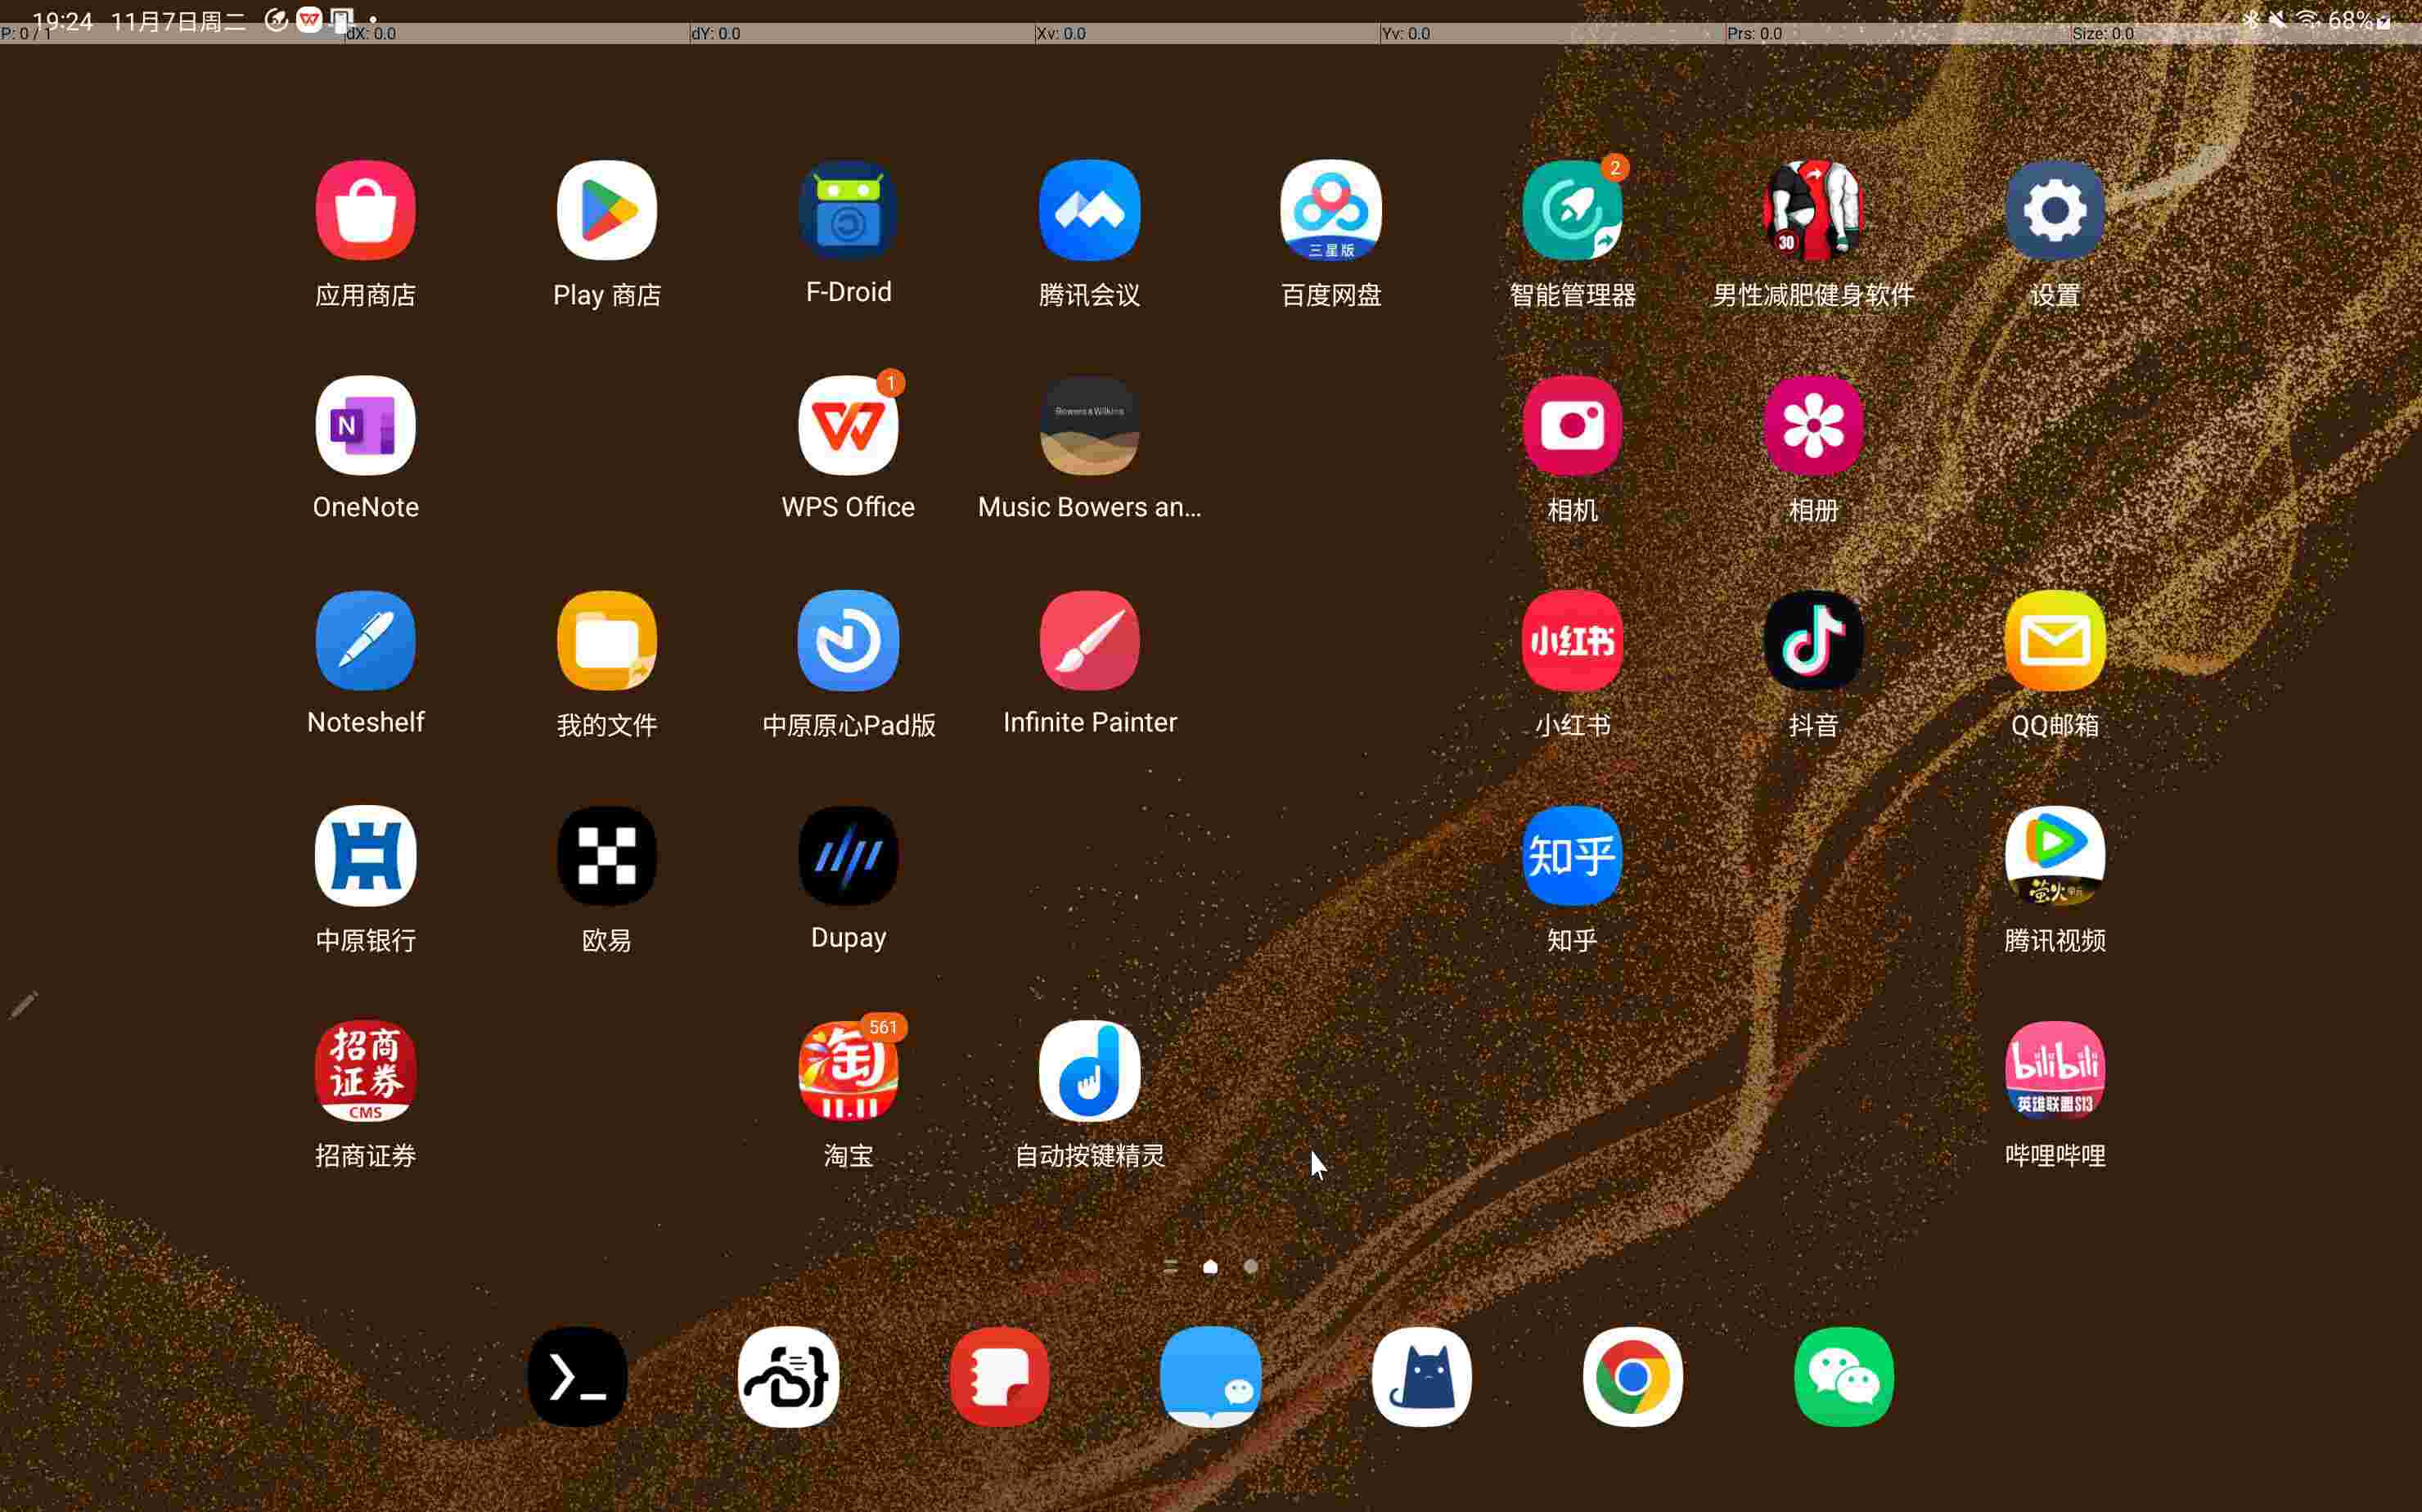 19:24 11月7日周二
68%
P: 0 / 1 dX: 0.0 dY: 0.0 Xv: 0.0 Yv: 0.0 Prs: 0.0 Size: 0.0
三星版
2
30
应用商店 Play 商店 F-Droid 腾讯会议 百度网盘 智能管理器 男性减肥健身软件 设置
N
1
Bowers & Wilkins
OneNote WPS Office Music Bowers an... 相机 相册
小红书
Noteshelf 我的文件 中原原心Pad版 Infinite Painter 小红书 抖音 QQ邮箱
知乎
萤火单元
中原银行 欧易 Dupay 知乎 腾讯视频
招商
证券
CMS
561
淘
11.11
bilibili
英雄联盟S13
招商证券 淘宝 自动按键精灵 哔哩哔哩